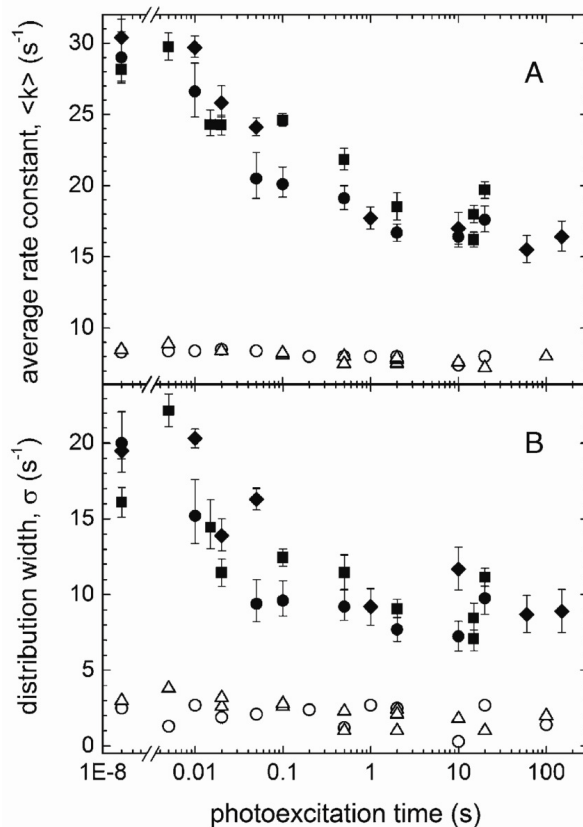 30
25
20
15
10
average rate constant, <k> (s⁻¹)
A
20
15
10
5
0
distribution width, σ (s⁻¹)
B
1E-8 0.01 0.1 1 10 100
photoexcitation time (s)